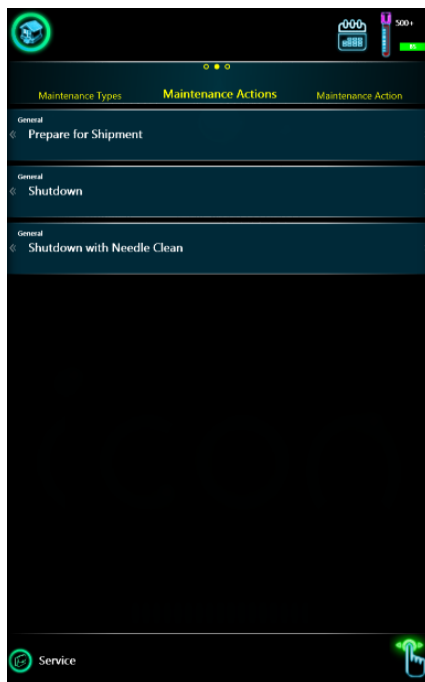 500+
Maintenance Types
Maintenance Actions
Maintenance Action
General
Prepare for Shipment
General
Shutdown
General
Shutdown with Needle Clean
Service